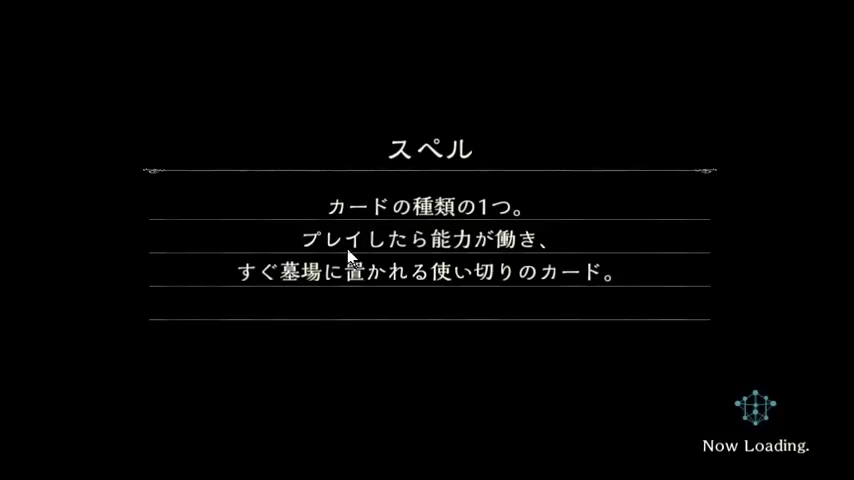 スペル
カードの種類の1つ。
プレイしたら能力が働き、
すぐ墓場に置かれる使い切りのカード。
Now Loading.